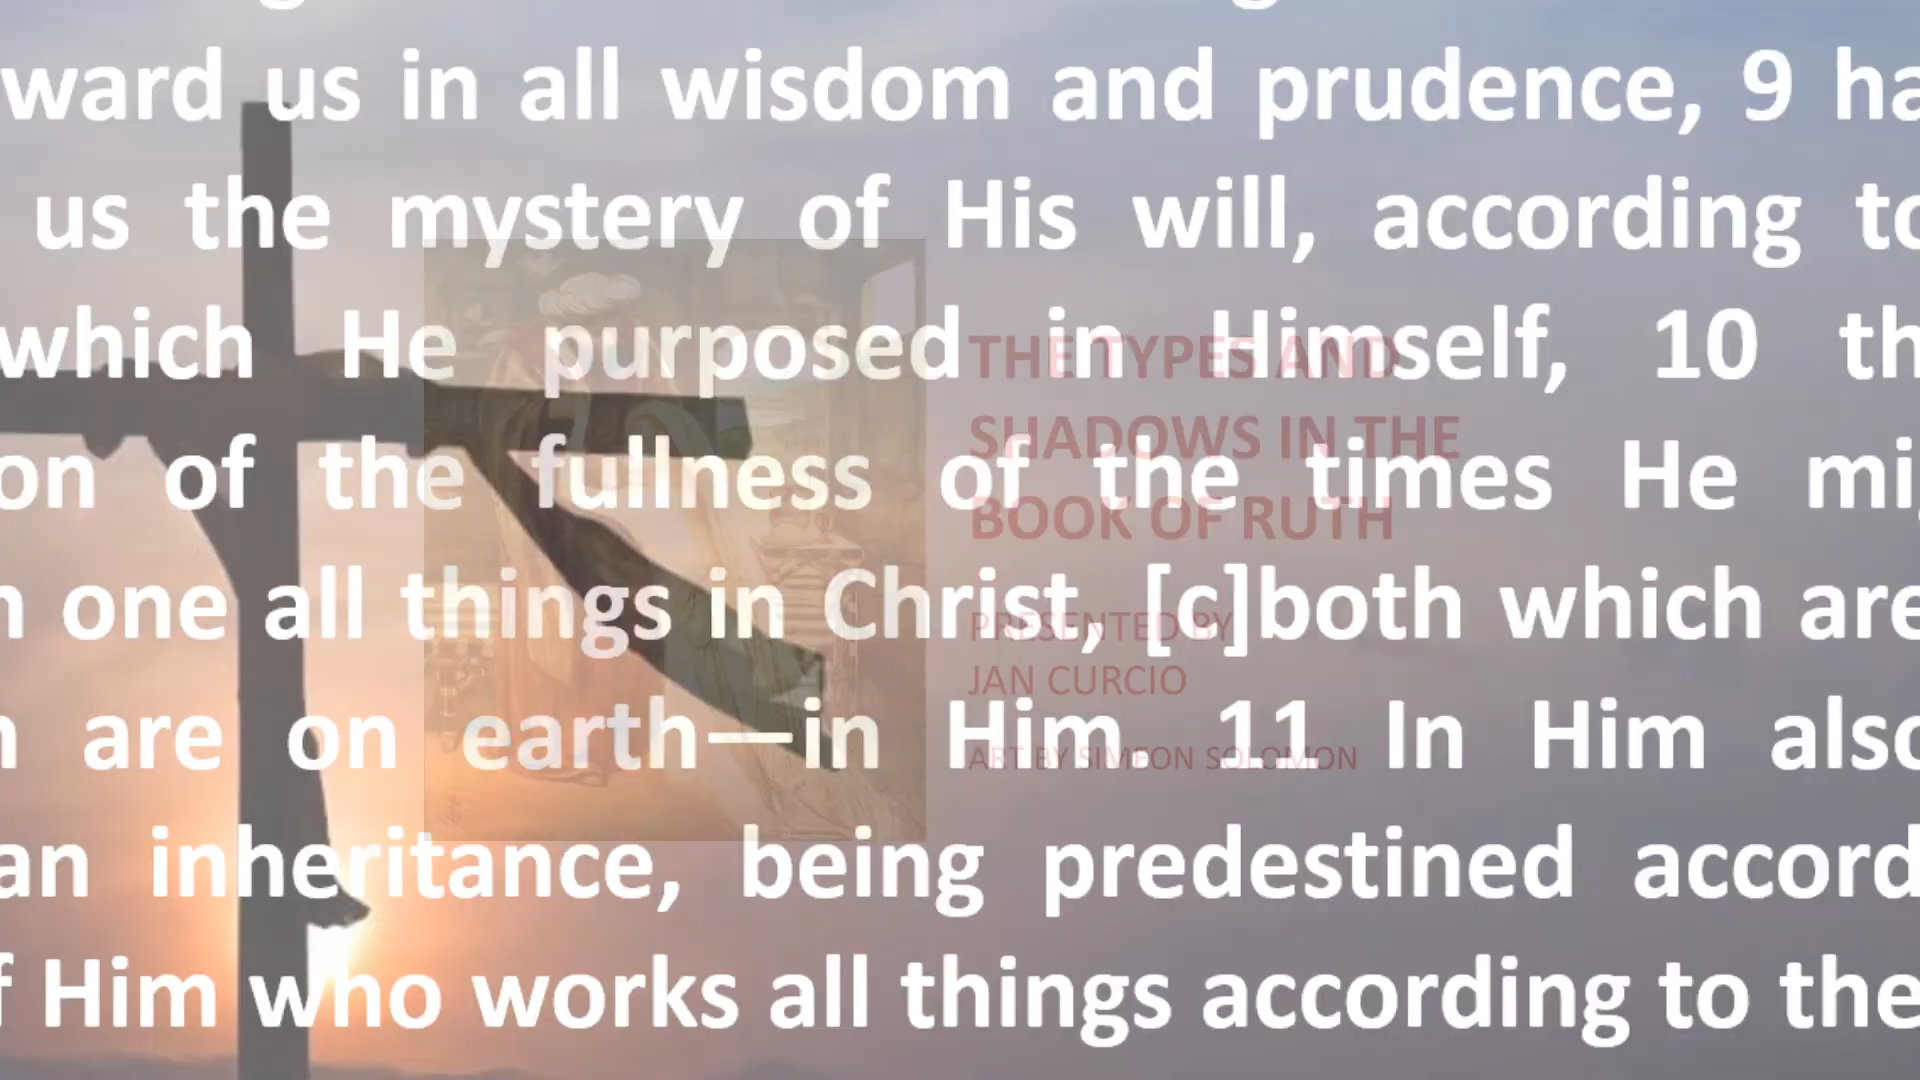 ward us in all wisdom and prudence, 9 ha
us the mystery of His will, according to
which He purposed in Himself, 10 th
on of the fullness of the times He mi
one all things in Christ, [c]both which are
are on earth—in Him. 11 In Him also
an inheritance, being predestined accord
f Him who works all things according to the
THE TYPES AND
SHADOWS IN THE
BOOK OF RUTH
PRESENTED BY
JAN CURCIO
ART BY SIMEON SOLOMON